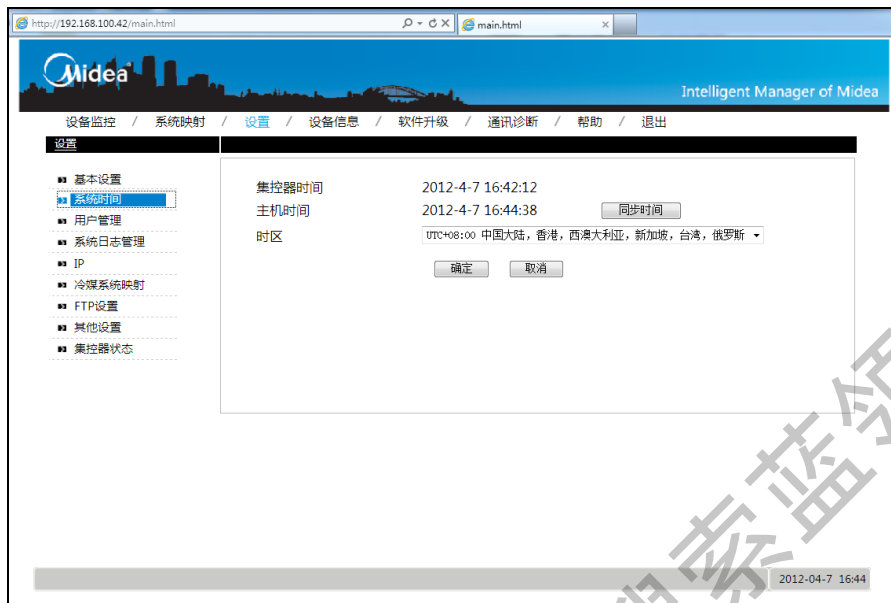 http://192.168.100.42/main.html
main.html
Midea
Intelligent Manager of Midea
设备监控 / 系统映射 / 设置 / 设备信息 / 软件升级 / 通讯诊断 / 帮助 / 退出
设置
基本设置
系统时间
用户管理
系统日志管理
IP
冷媒系统映射
FTP设置
其他设置
集控器状态
集控器时间 2012-4-7 16:42:12
主机时间 2012-4-7 16:44:38 同步时间
时区 UTC+08:00 中国大陆，香港，西澳大利亚，新加坡，台湾，俄罗斯
确定 取消
搜索蓝领
2012-04-7 16:44